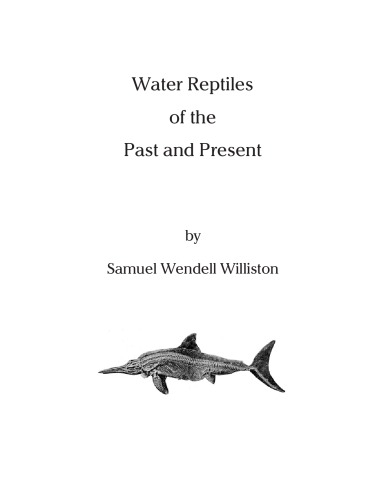 Water Reptiles
of the
Past and Present
by
Samuel Wendell Williston